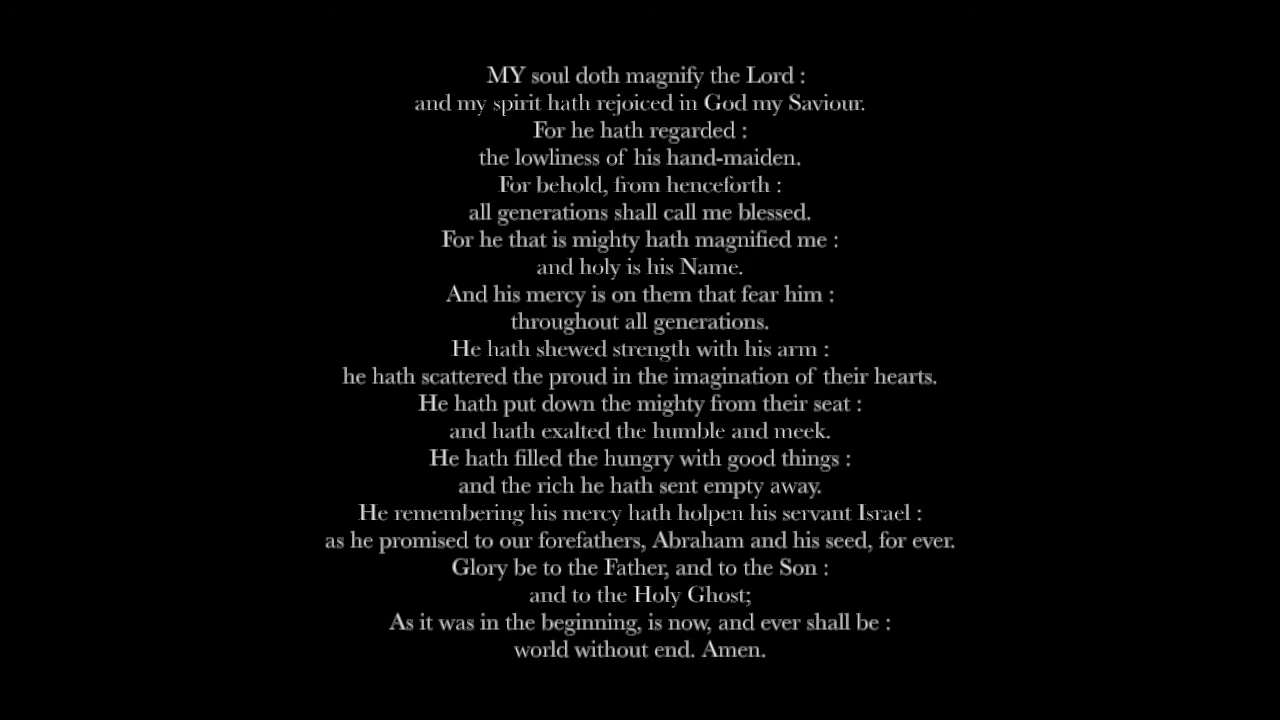 MY soul doth magnify the Lord :
and my spirit hath rejoiced in God my Saviour.
For he hath regarded :
the lowliness of his hand-maiden.
For behold, from henceforth :
all generations shall call me blessed.
For he that is mighty hath magnified me :
and holy is his Name.
And his mercy is on them that fear him :
throughout all generations.
He hath shewed strength with his arm :
he hath scattered the proud in the imagination of their hearts.
He hath put down the mighty from their seat :
and hath exalted the humble and meek.
He hath filled the hungry with good things :
and the rich he hath sent empty away.
He remembering his mercy hath holpen his servant Israel :
as he promised to our forefathers, Abraham and his seed, for ever.
Glory be to the Father, and to the Son :
and to the Holy Ghost;
As it was in the beginning, is now, and ever shall be :
world without end. Amen.